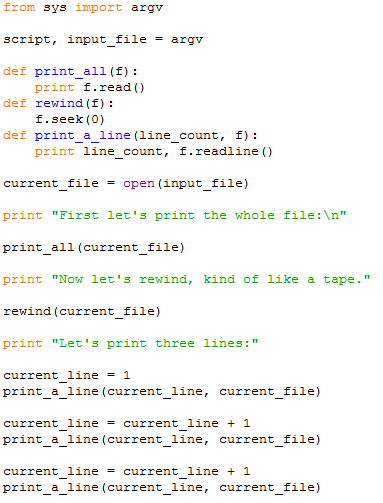 from sys import argv

script, input_file = argv

def print_all(f):
    print f.read()
def rewind(f):
    f.seek(0)
def print_a_line(line_count, f):
    print line_count, f.readline()

current_file = open(input_file)

print "First let's print the whole file:\n"

print_all(current_file)

print "Now let's rewind, kind of like a tape."

rewind(current_file)

print "Let's print three lines:"

current_line = 1
print_a_line(current_line, current_file)

current_line = current_line + 1
print_a_line(current_line, current_file)

current_line = current_line + 1
print_a_line(current_line, current_file)